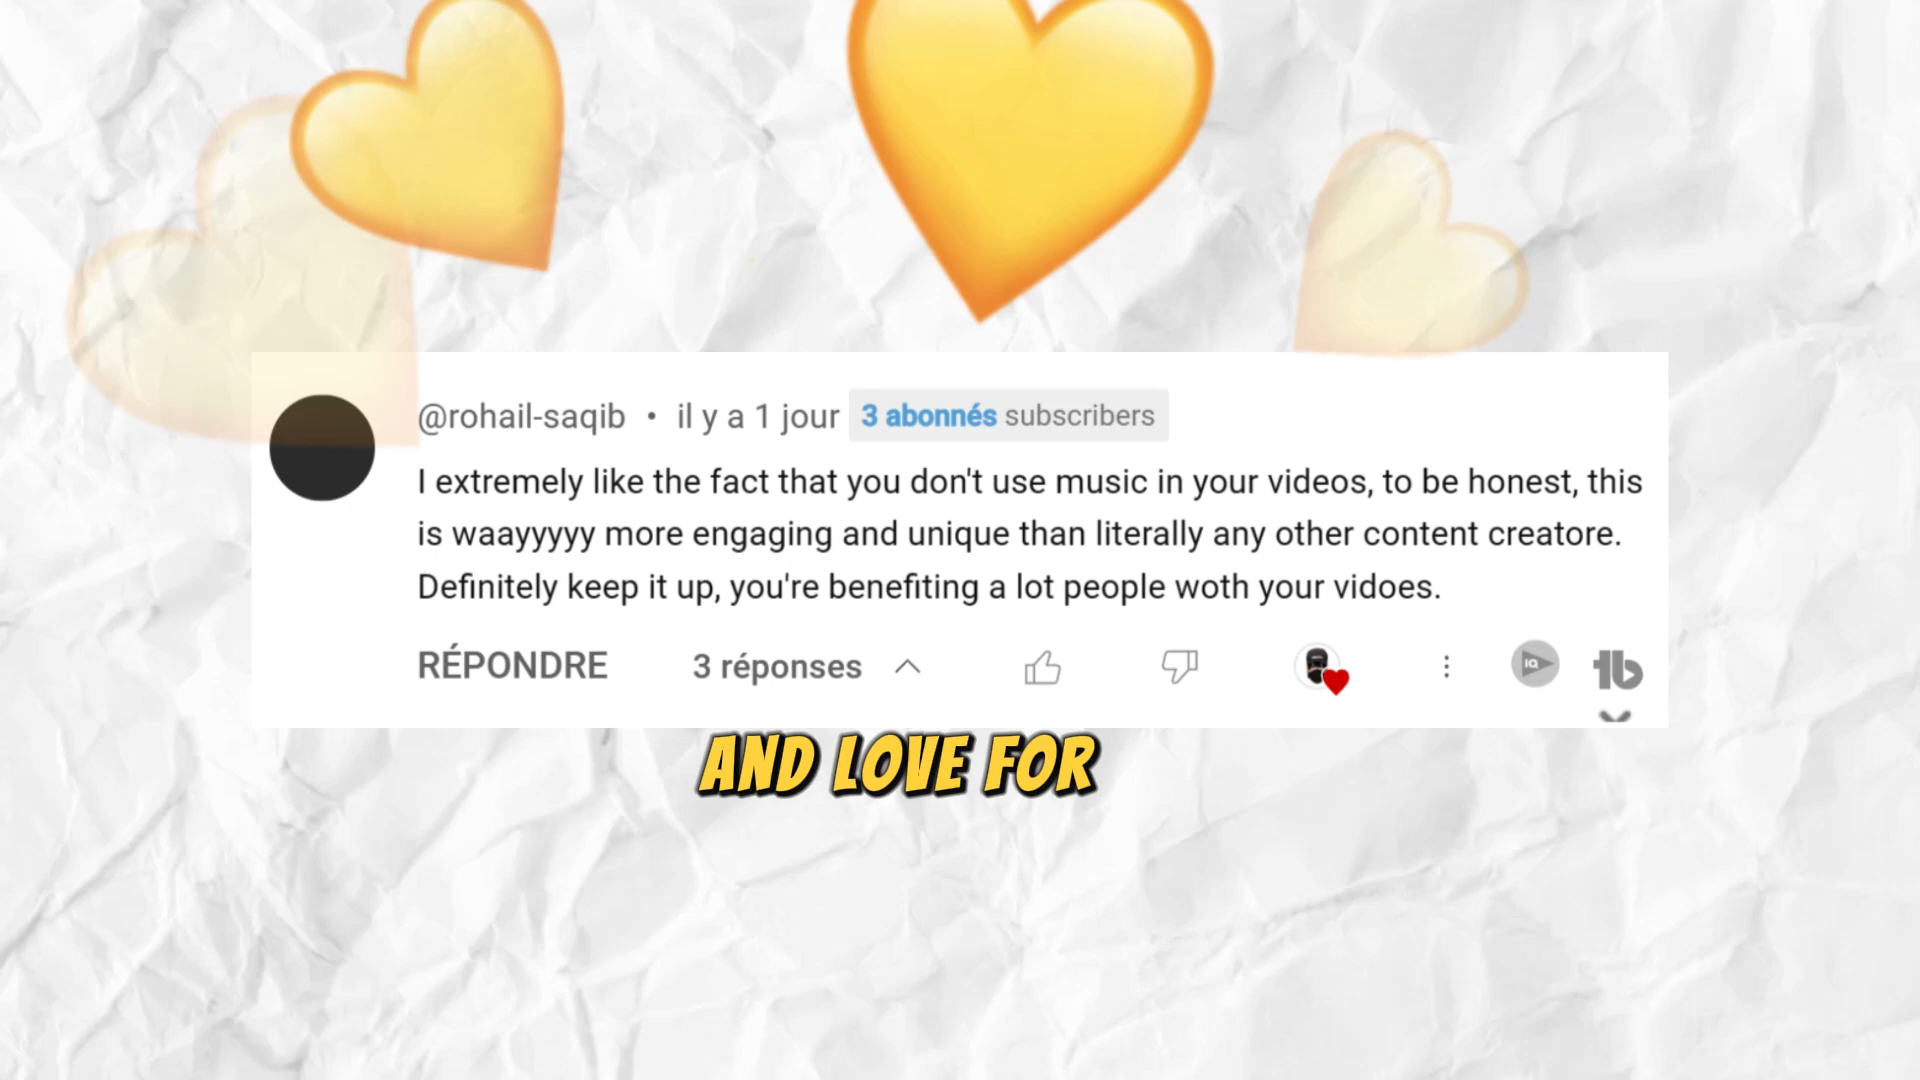 @rohail-saqib • il y a 1 jour 3 abonnés subscribers
I extremely like the fact that you don't use music in your videos, to be honest, this
is waayyyyy more engaging and unique than literally any other content creatore.
Definitely keep it up, you're benefiting a lot people woth your vidoes.
RÉPONDRE 3 réponses IQ tb
AND LOVE FOR